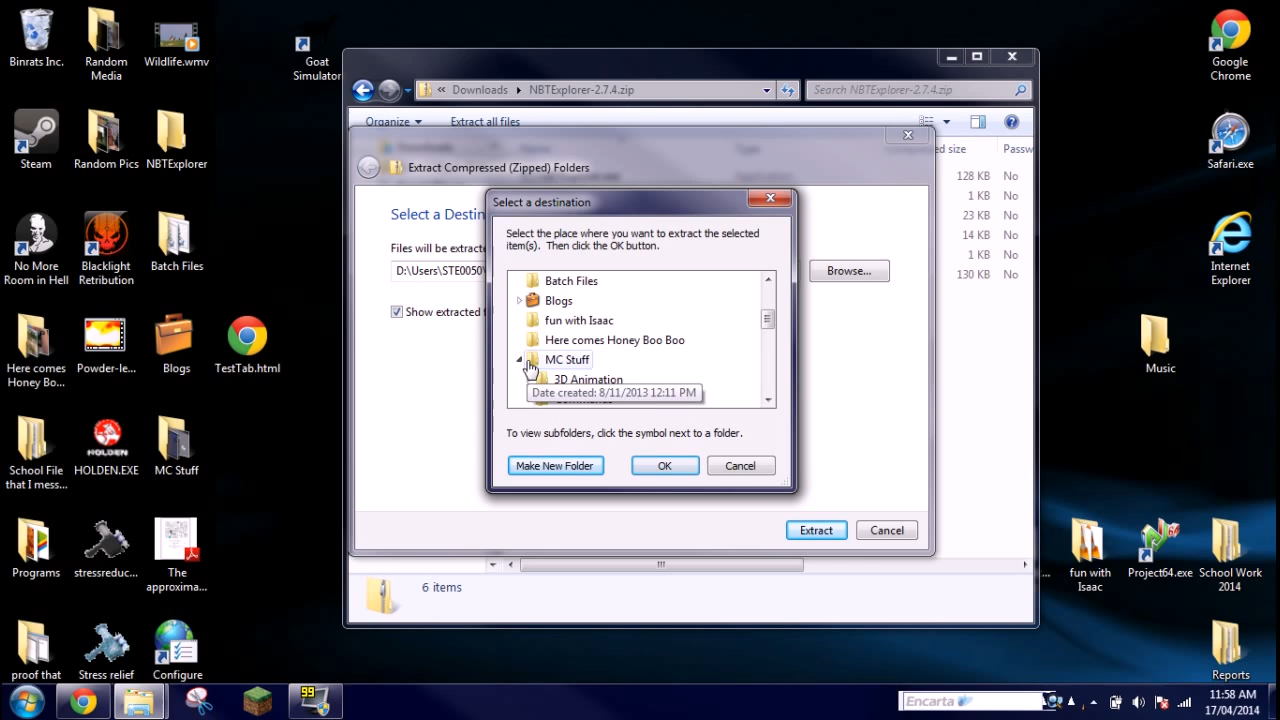 Binrats Inc.
Random
Media
Wildlife.wmv
Goat
Simulator
Google
Chrome
Downloads
NBTExplorer-2.7.4.zip
Search NBTExplorer-2.7.4.zip
Organize
Extract all files
Steam
Random Pics
NBTExplorer
Safari.exe
Extract Compressed (Zipped) Folders
ed size
Passw
128 KB No
1 KB No
23 KB No
14 KB No
1 KB No
130 KB No
Select a Destin
Files will be extracte
D:\Users\STE0050
Browse...
Show extracted
Select a destination
Select the place where you want to extract the selected
item(s). Then click the OK button.
Batch Files
Blogs
fun with Isaac
Here comes Honey Boo Boo
MC Stuff
3D Animation
Date created: 8/11/2013 12:11 PM
To view subfolders, click the symbol next to a folder.
Make New Folder
OK
Cancel
Extract
Cancel
6 items
No More
Room in Hell
Blacklight
Retribution
Batch Files
Internet
Explorer
Here comes
Honey Bo...
Powder-le...
Blogs
TestTab.html
Music
School File
that I mess...
HOLDEN
HOLDEN.EXE
MC Stuff
Programs
stressreduc...
The
approxima...
...
fun with
Isaac
64
Project64.exe
School Work
2014
proof that
Stress relief
Configure
Reports
99
Encarta
11:58 AM
17/04/2014